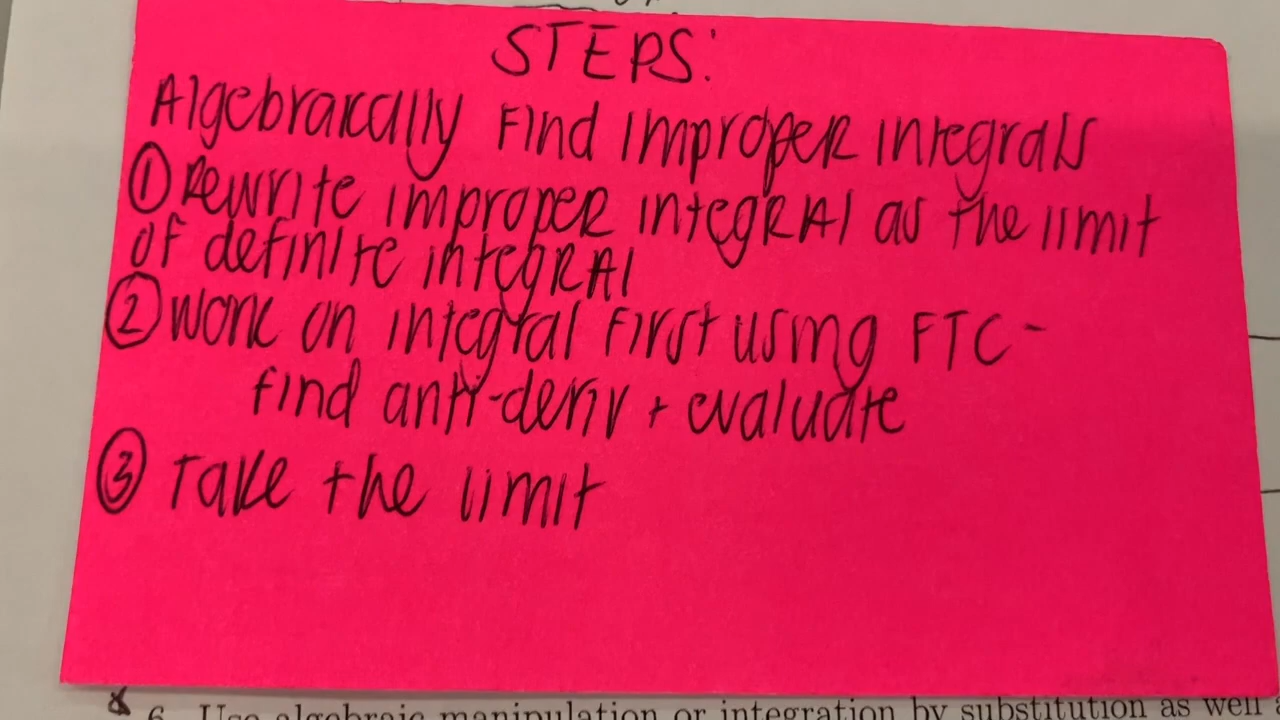 STEPS:
Algebraically Find improper integrals
① Rewrite improper integral as the limit
of definite integral
② Work on integral first using FTC-
find anti-deriv + evaluate
③ Take the limit
6. Use algebraic manipulation or integration by substitution as well